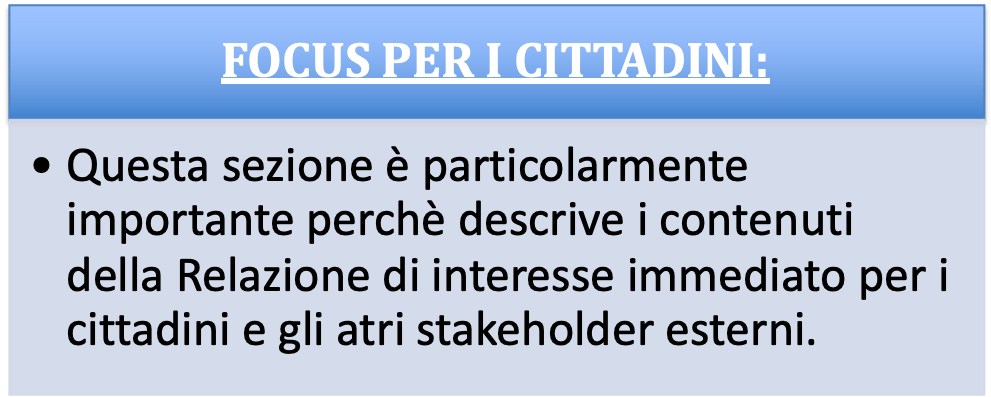 FOCUS PER I CITTADINI:
• Questa sezione è particolarmente
importante perchè descrive i contenuti
della Relazione di interesse immediato per i
cittadini e gli atri stakeholder esterni.